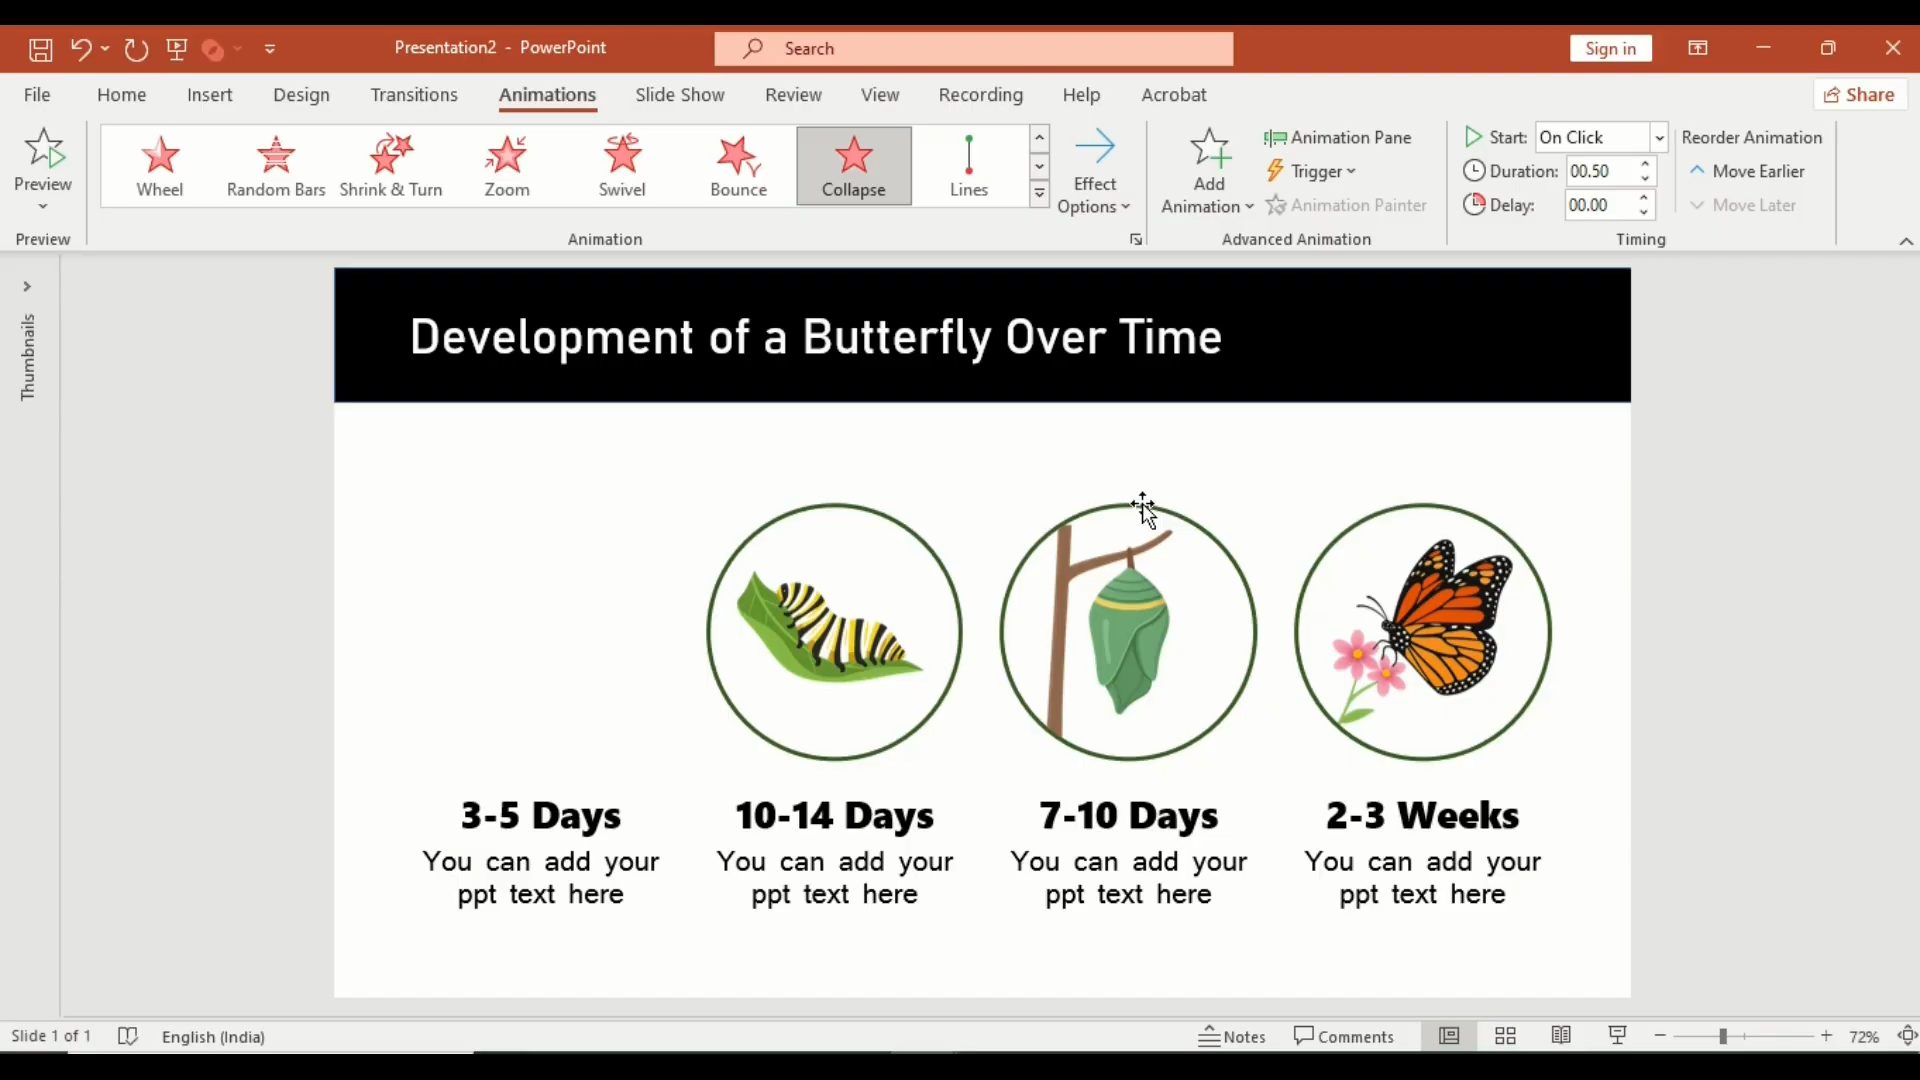 Presentation2 - PowerPoint
Search
Sign in
File Home Insert Design Transitions Animations Slide Show Review View Recording Help Acrobat
Share
Preview
Preview
Wheel Random Bars Shrink & Turn Zoom Swivel Bounce Collapse Lines
Animation
Effect
Options
Add
Animation
Animation Pane
Trigger
Animation Painter
Advanced Animation
Start: On Click
Duration: 00.50
Delay: 00.00
Reorder Animation
Move Earlier
Move Later
Timing
Thumbnails
Development of a Butterfly Over Time
3-5 Days
You can add your
ppt text here
10-14 Days
You can add your
ppt text here
7-10 Days
You can add your
ppt text here
2-3 Weeks
You can add your
ppt text here
Slide 1 of 1
English (India)
Notes
Comments
72%